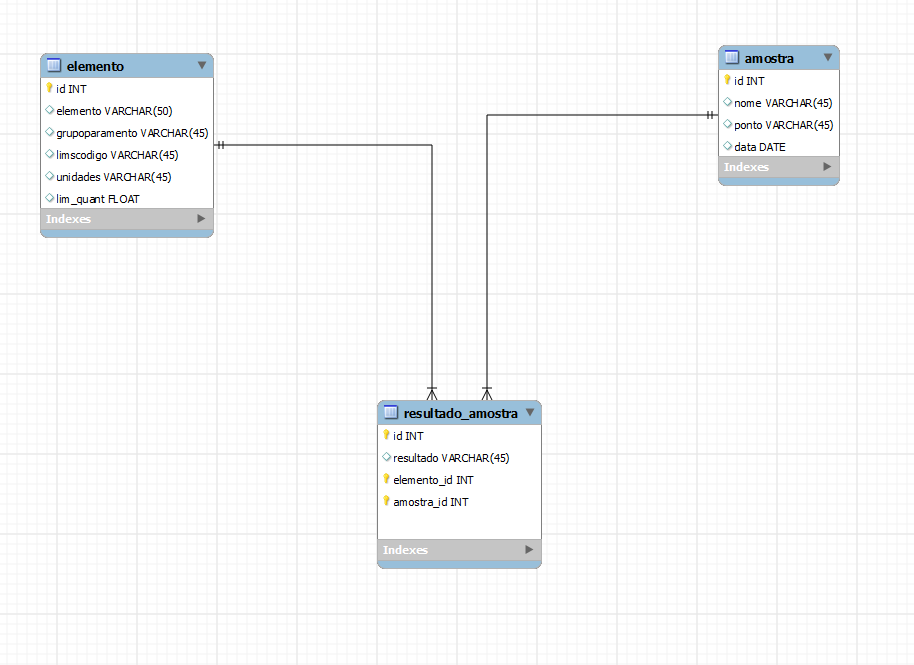 elemento
id INT
elemento VARCHAR(50)
grupoparamento VARCHAR(45)
limscodigo VARCHAR(45)
unidades VARCHAR(45)
lim_quant FLOAT
Indexes
amostra
id INT
nome VARCHAR(45)
ponto VARCHAR(45)
data DATE
Indexes
resultado_amostra
id INT
resultado VARCHAR(45)
elemento_id INT
amostra_id INT
Indexes